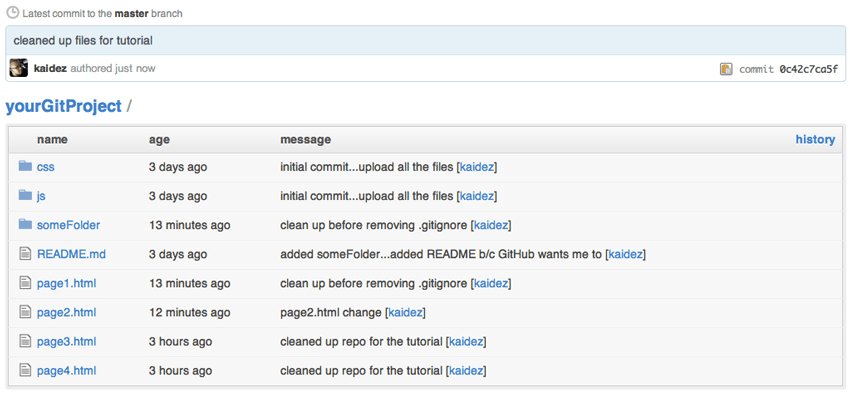 Latest commit to the master branch
cleaned up files for tutorial
kaidez authored just now commit 0c42c7ca5f
yourGitProject /
name age message history
css 3 days ago initial commit...upload all the files [kaidez]
js 3 days ago initial commit...upload all the files [kaidez]
someFolder 13 minutes ago clean up before removing .gitignore [kaidez]
README.md 3 days ago added someFolder...added README b/c GitHub wants me to [kaidez]
page1.html 13 minutes ago clean up before removing .gitignore [kaidez]
page2.html 12 minutes ago page2.html change [kaidez]
page3.html 3 hours ago cleaned up repo for the tutorial [kaidez]
page4.html 3 hours ago cleaned up repo for the tutorial [kaidez]